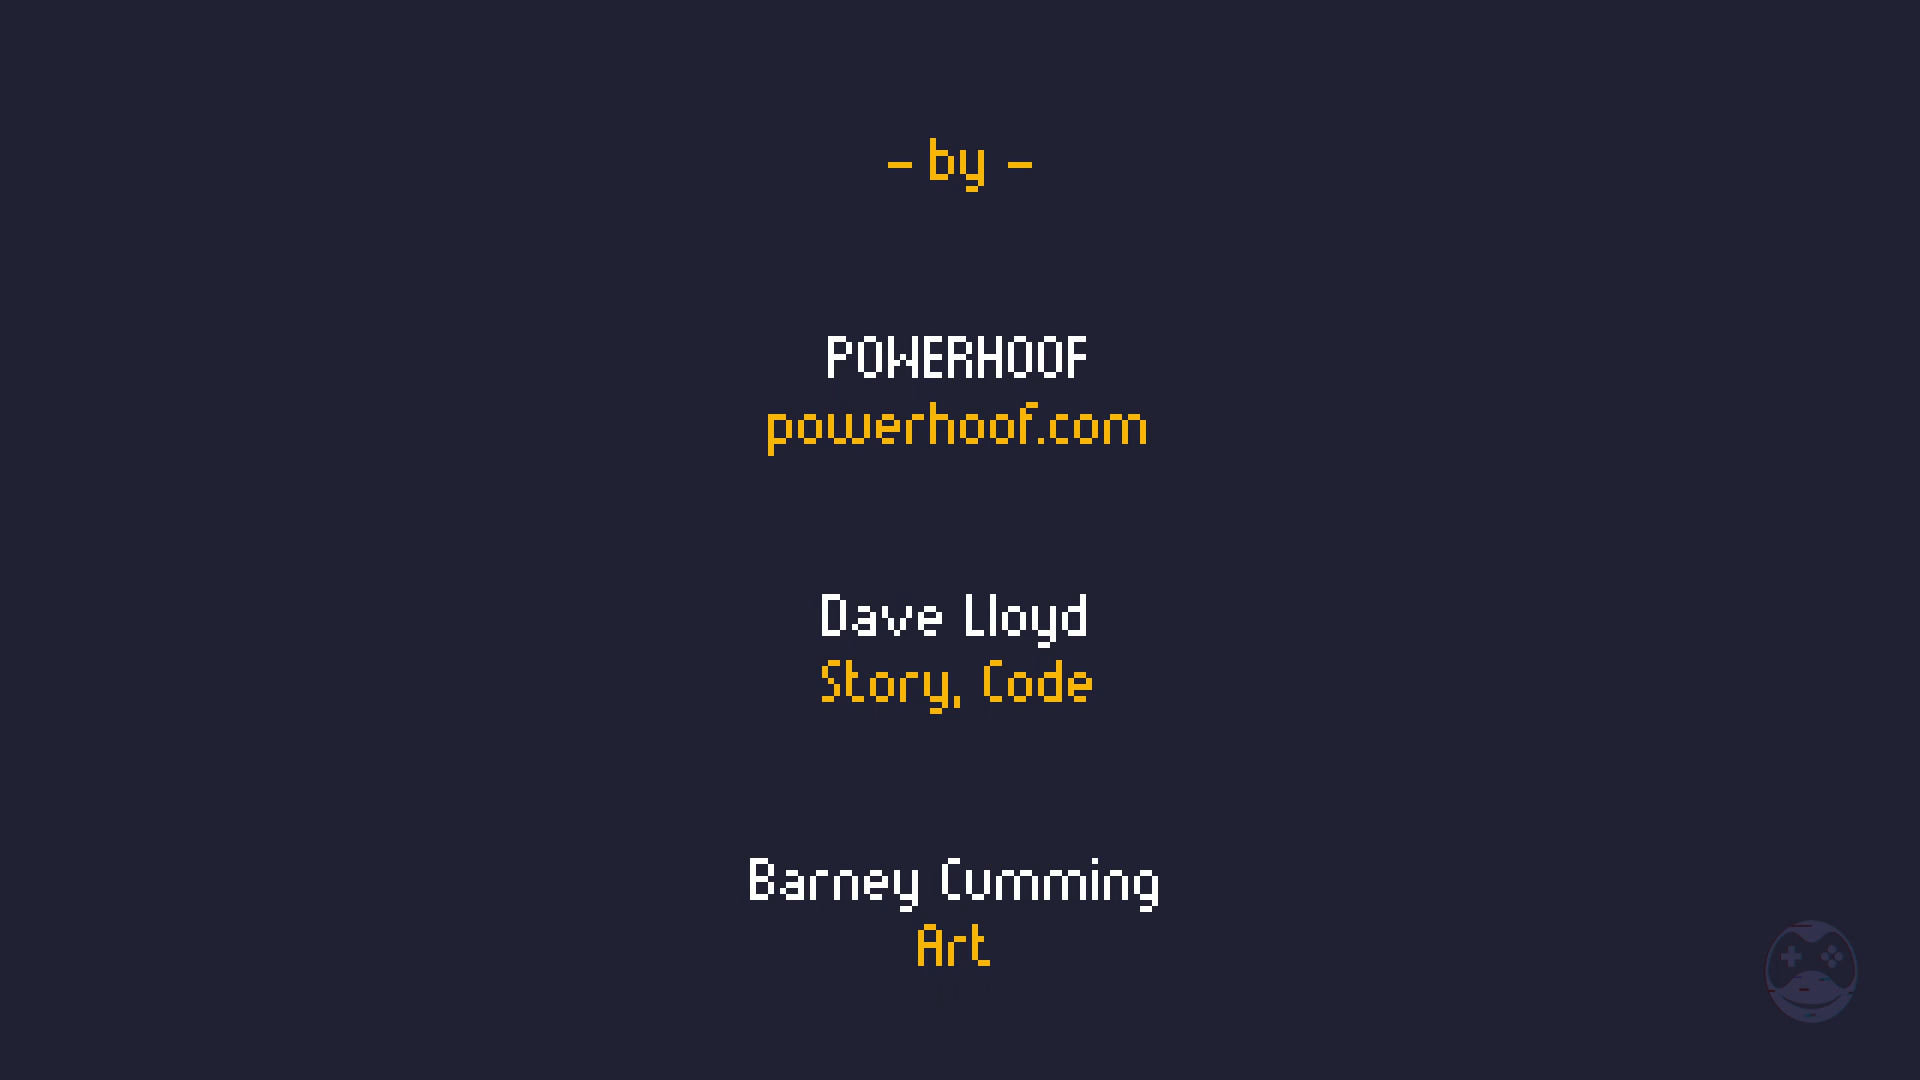 - by -
POWERHOOF
powerhoof.com
Dave Lloyd
Story, Code
Barney Cumming
Art